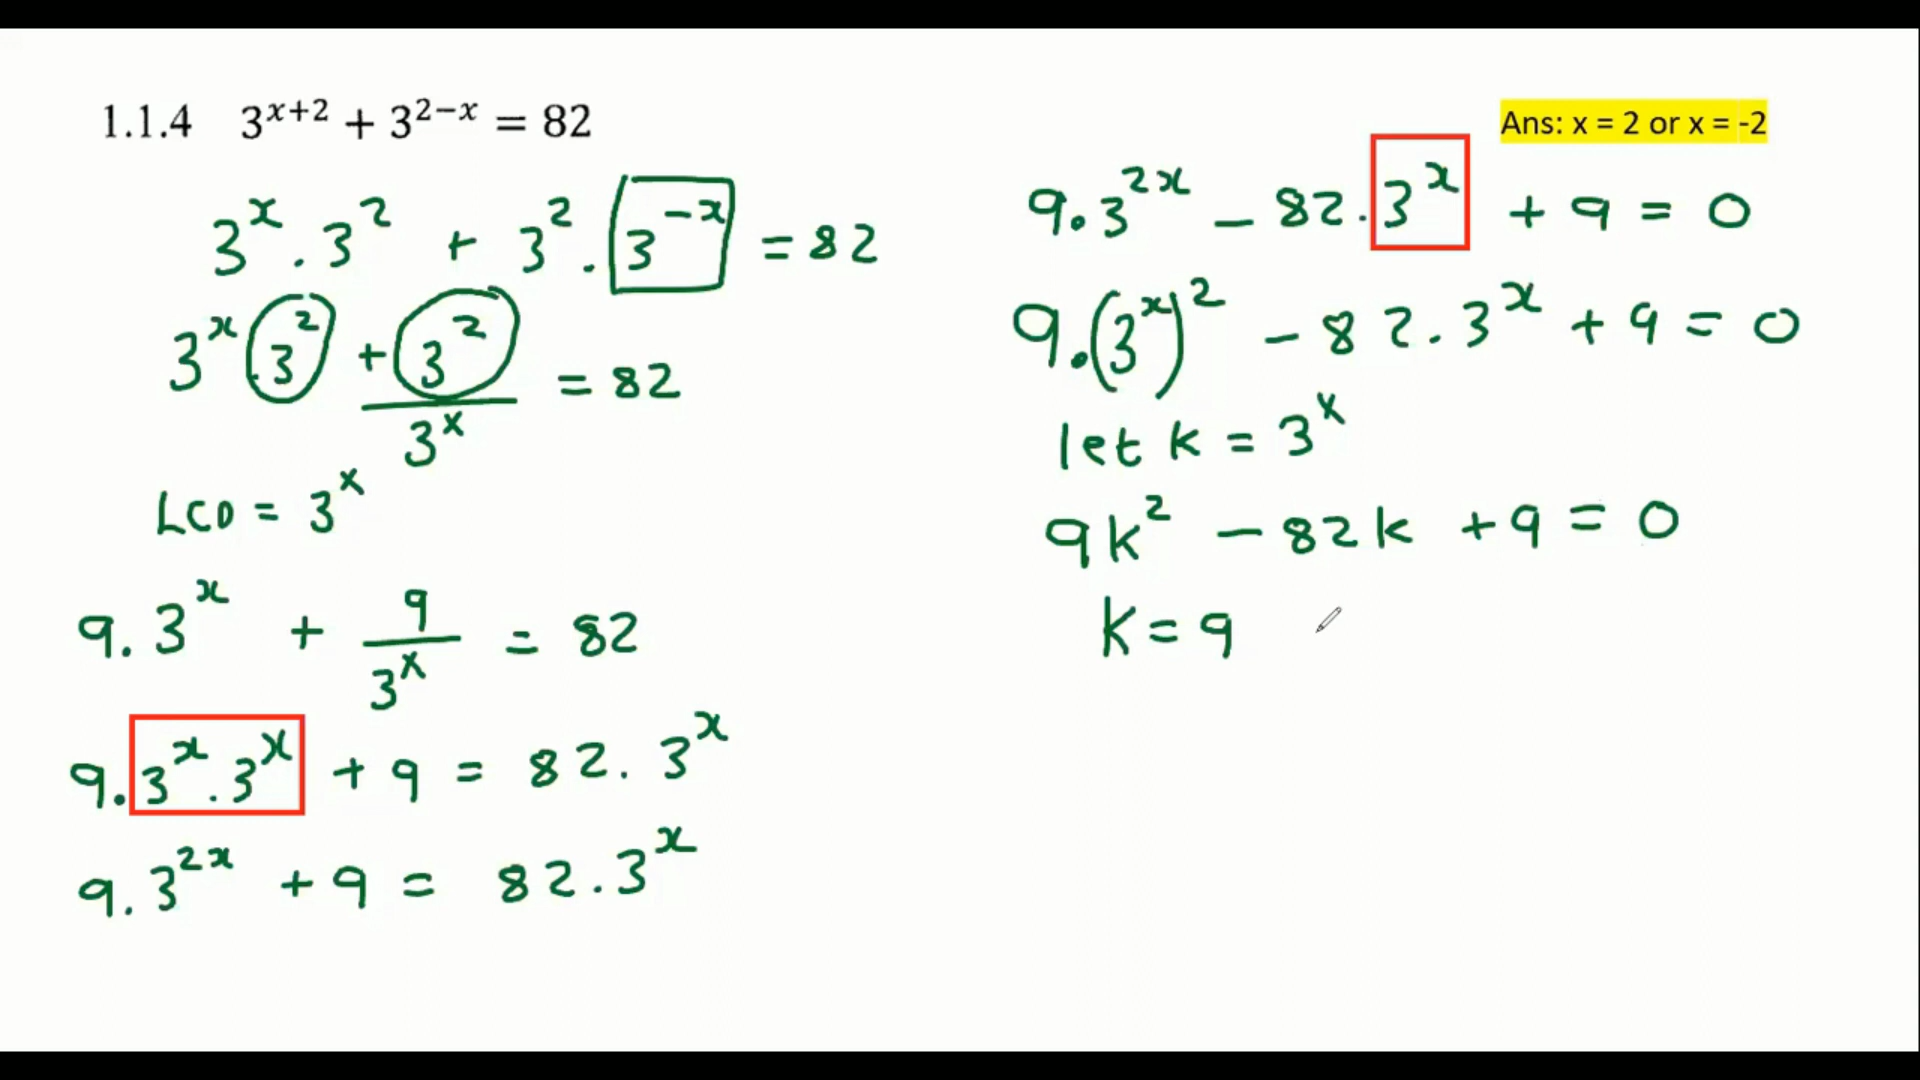 1.1.4 3^{x+2} + 3^{2−x} = 82
3^x . 3^2 + 3^2 . 3^{-x} = 82
3^x . 3^2 + \frac{3^2}{3^x} = 82
LCD = 3^x
9. 3^x + \frac{9}{3^x} = 82
9. 3^x . 3^x + 9 = 82 . 3^x
9. 3^{2x} + 9 = 82 . 3^x
Ans: x = 2 or x = -2
9. 3^{2x} - 82 . 3^x + 9 = 0
9. (3^x)^2 - 82 . 3^x + 9 = 0
let k = 3^x
9k^2 - 82k + 9 = 0
k = 9